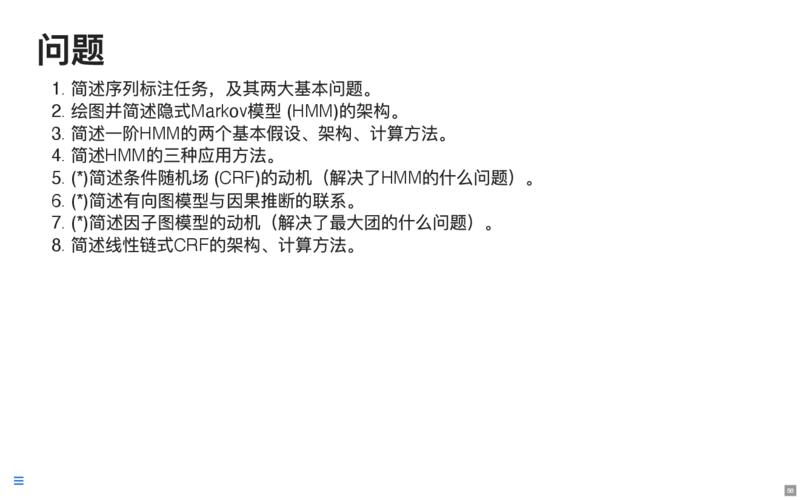 问题
1. 简述序列标注任务，及其两大基本问题。
2. 绘图并简述隐式Markov模型 (HMM)的架构。
3. 简述一阶HMM的两个基本假设、架构、计算方法。
4. 简述HMM的三种应用方法。
5. (*)简述条件随机场 (CRF)的动机（解决了HMM的什么问题）。
6. (*)简述有向图模型与因果推断的联系。
7. (*)简述因子图模型的动机（解决了最大团的什么问题）。
8. 简述线性链式CRF的架构、计算方法。